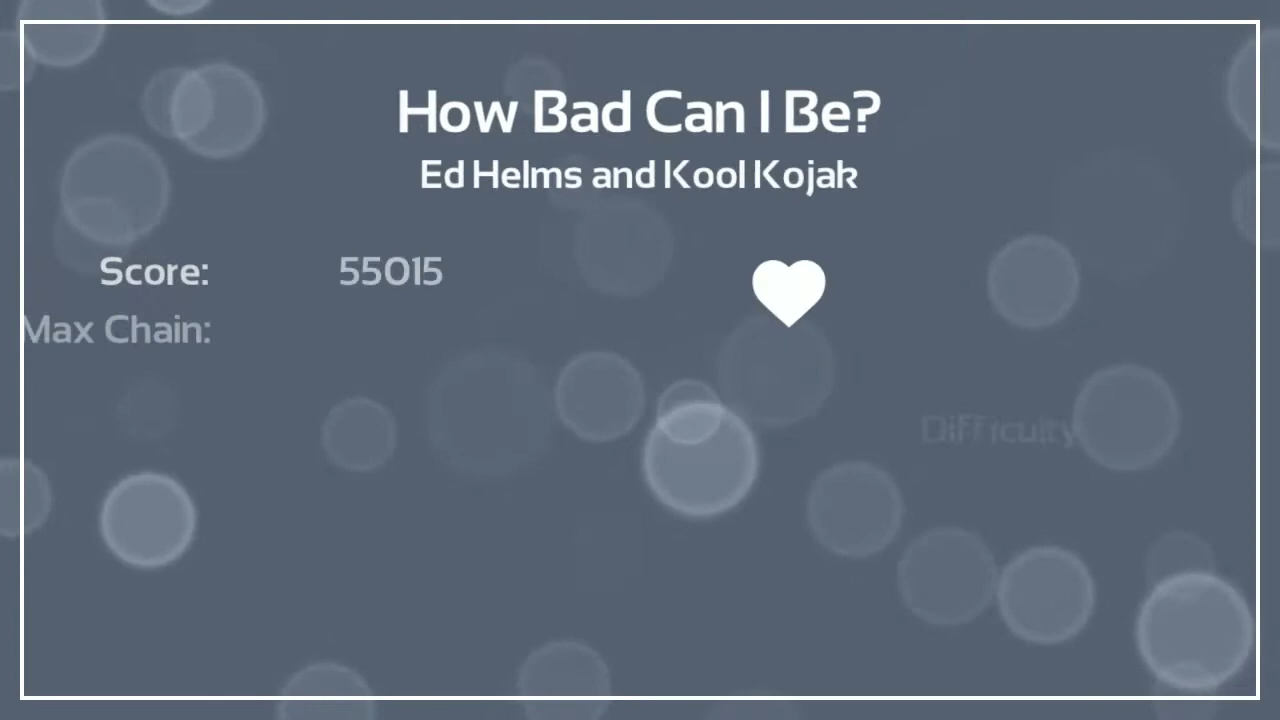 How Bad Can I Be?
Ed Helms and Kool Kojak
Score: 55015
Max Chain:
Difficulty